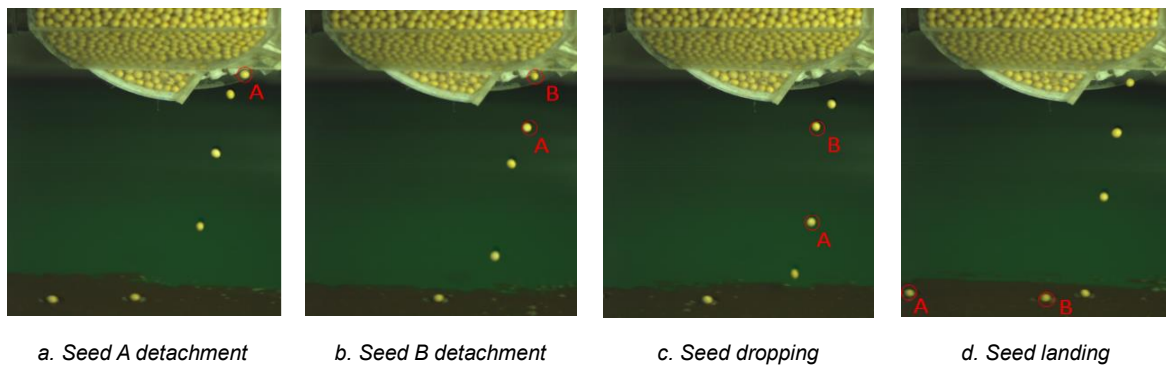 A
B
A
B
A
A
B
a. Seed A detachment
b. Seed B detachment
c. Seed dropping
d. Seed landing